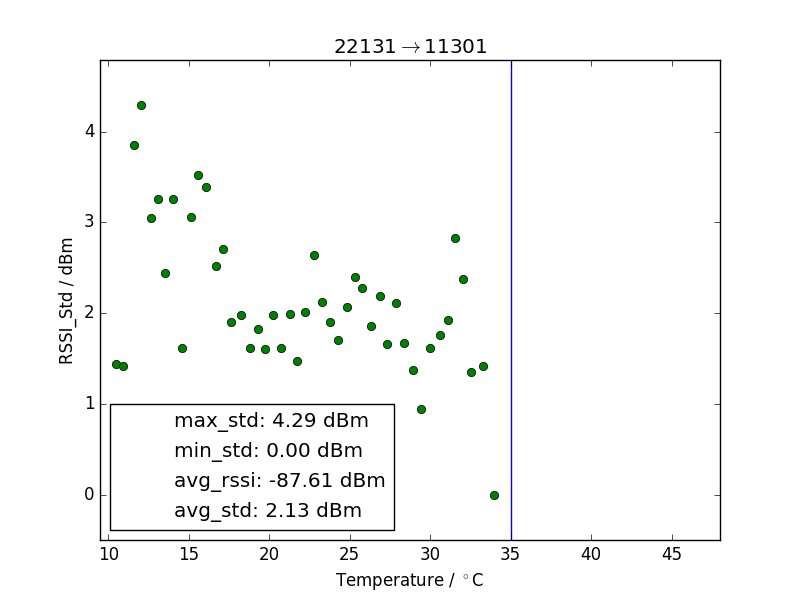 22131→11301
RSSI_Std / dBm
4
3
2
1
0
max_std: 4.29 dBm
min_std: 0.00 dBm
avg_rssi: -87.61 dBm
avg_std: 2.13 dBm
10 15 20 25 30 35 40 45
Temperature / °C